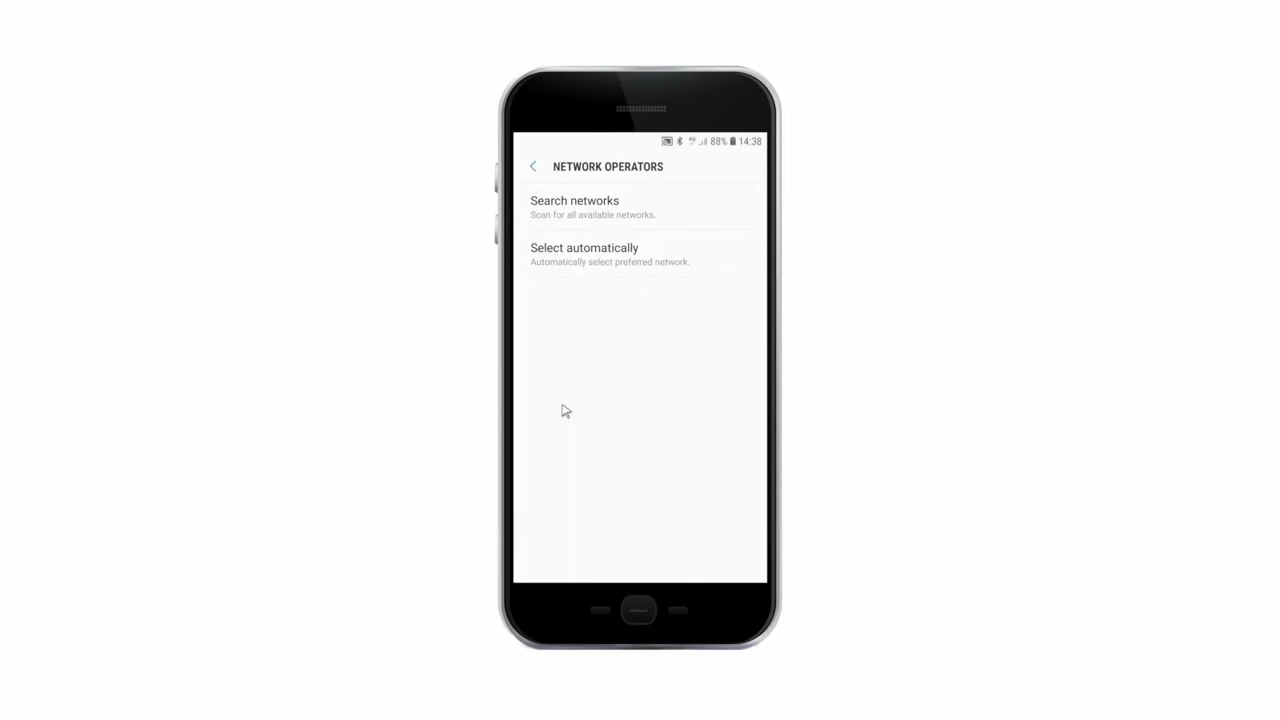 88% 14:38
NETWORK OPERATORS
Search networks
Scan for all available networks.
Select automatically
Automatically select preferred network.